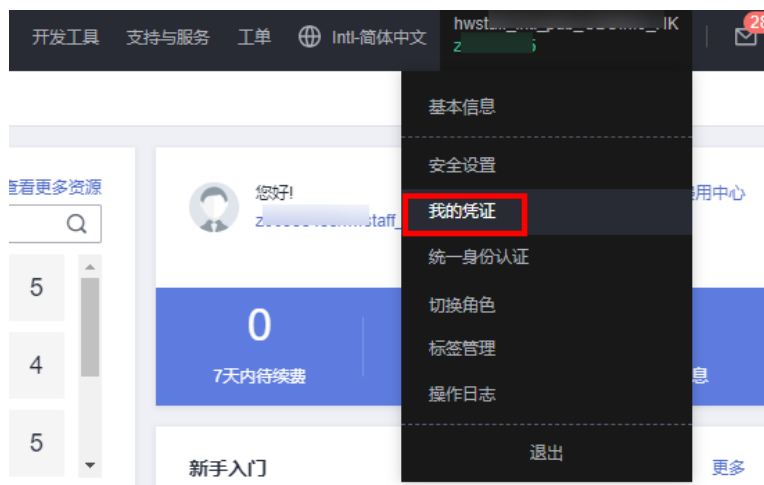 开发工具 支持与服务 工单 Intl-简体中文
28
基本信息
安全设置
我的凭证
统一身份认证
切换角色
标签管理
操作日志
退出
查看更多资源
5
4
5
您好!
用中心
0
7天内待续费
息
新手入门
更多